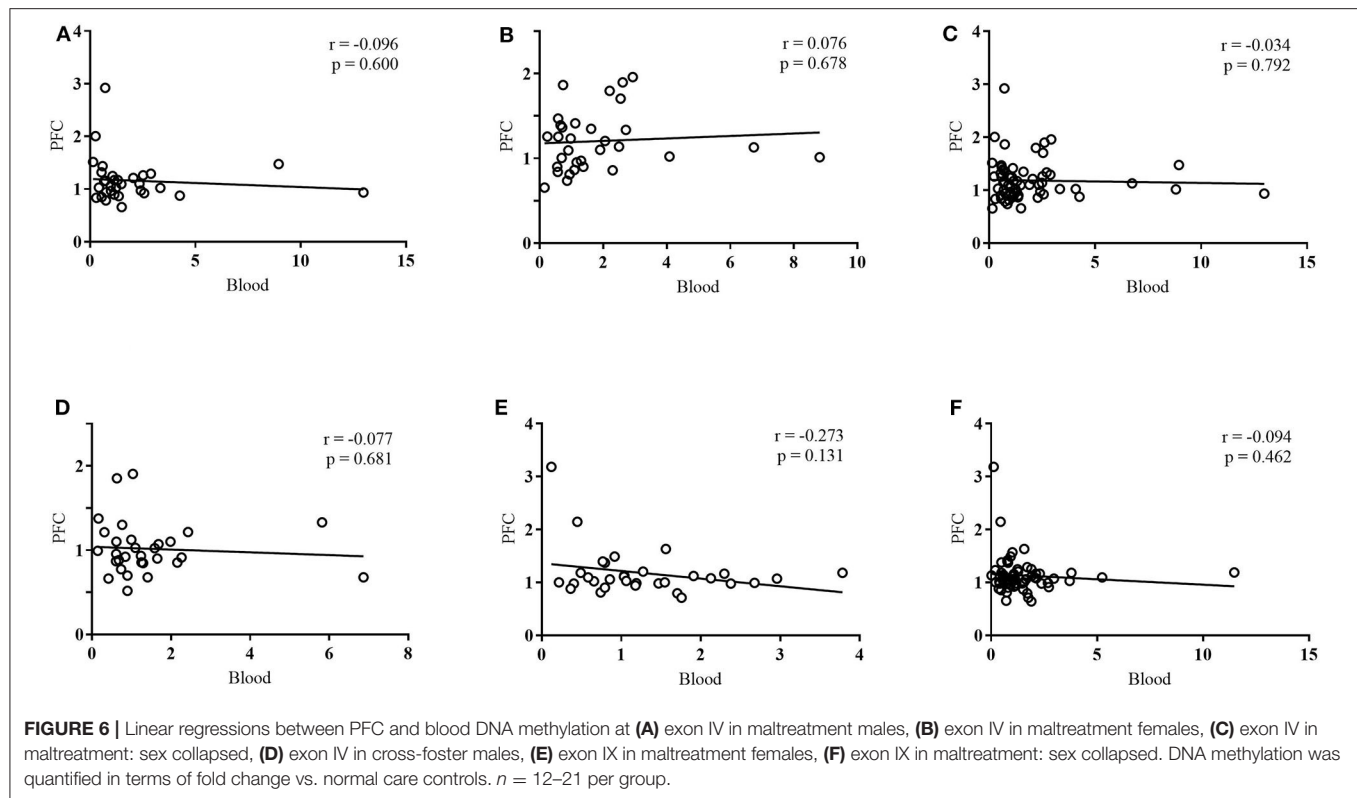 A
r = -0.096
p = 0.600
4
3
2
1
0
PFC
0 5 10 15
Blood
B
r = 0.076
p = 0.678
2
1
0
PFC
0 2 4 6 8 10
Blood
C
r = -0.034
p = 0.792
4
3
2
1
0
PFC
0 5 10 15
Blood
D
r = -0.077
p = 0.681
2
1
0
PFC
0 2 4 6 8
Blood
E
r = -0.273
p = 0.131
4
3
2
1
0
PFC
0 1 2 3 4
Blood
F
r = -0.094
p = 0.462
4
3
2
1
0
PFC
0 5 10 15
Blood
FIGURE 6 | Linear regressions between PFC and blood DNA methylation at (A) exon IV in maltreatment males, (B) exon IV in maltreatment females, (C) exon IV in
maltreatment: sex collapsed, (D) exon IV in cross-foster males, (E) exon IX in maltreatment females, (F) exon IX in maltreatment: sex collapsed. DNA methylation was
quantified in terms of fold change vs. normal care controls. n = 12–21 per group.